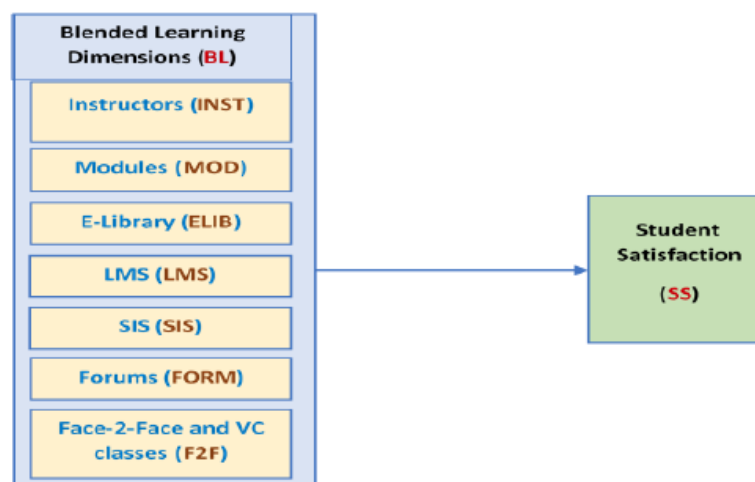 Blended Learning
Dimensions (BL)
Instructors (INST)
Modules (MOD)
E-Library (ELIB)
LMS (LMS)
SIS (SIS)
Forums (FORM)
Face-2-Face and VC
classes (F2F)
Student
Satisfaction
(SS)